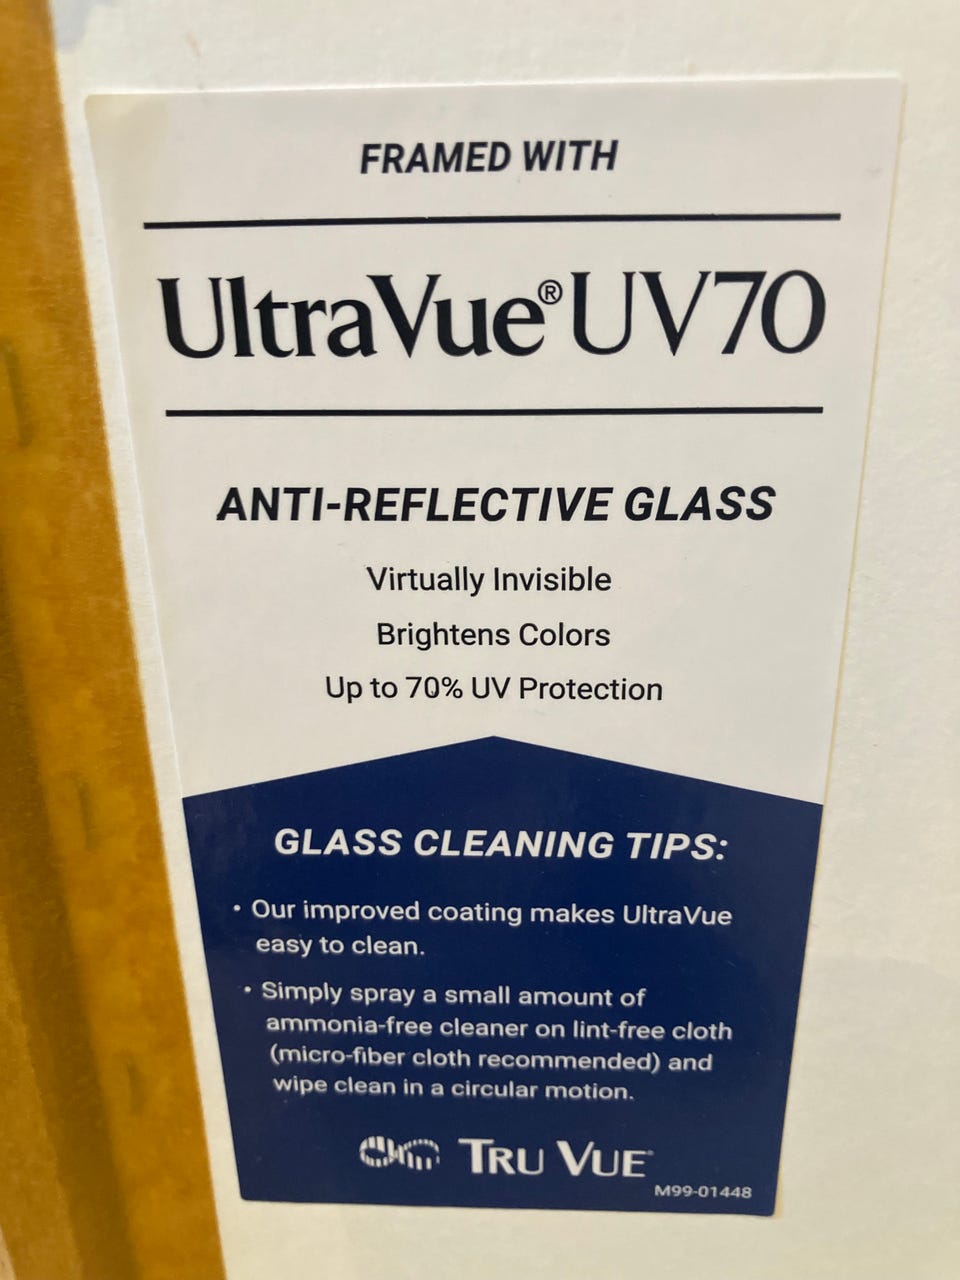 FRAMED WITH
UltraVue® UV70
ANTI-REFLECTIVE GLASS
Virtually Invisible
Brightens Colors
Up to 70% UV Protection
GLASS CLEANING TIPS:
• Our improved coating makes UltraVue
easy to clean.
• Simply spray a small amount of
ammonia-free cleaner on lint-free cloth
(micro-fiber cloth recommended) and
wipe clean in a circular motion.
TRU VUE
M99-01448